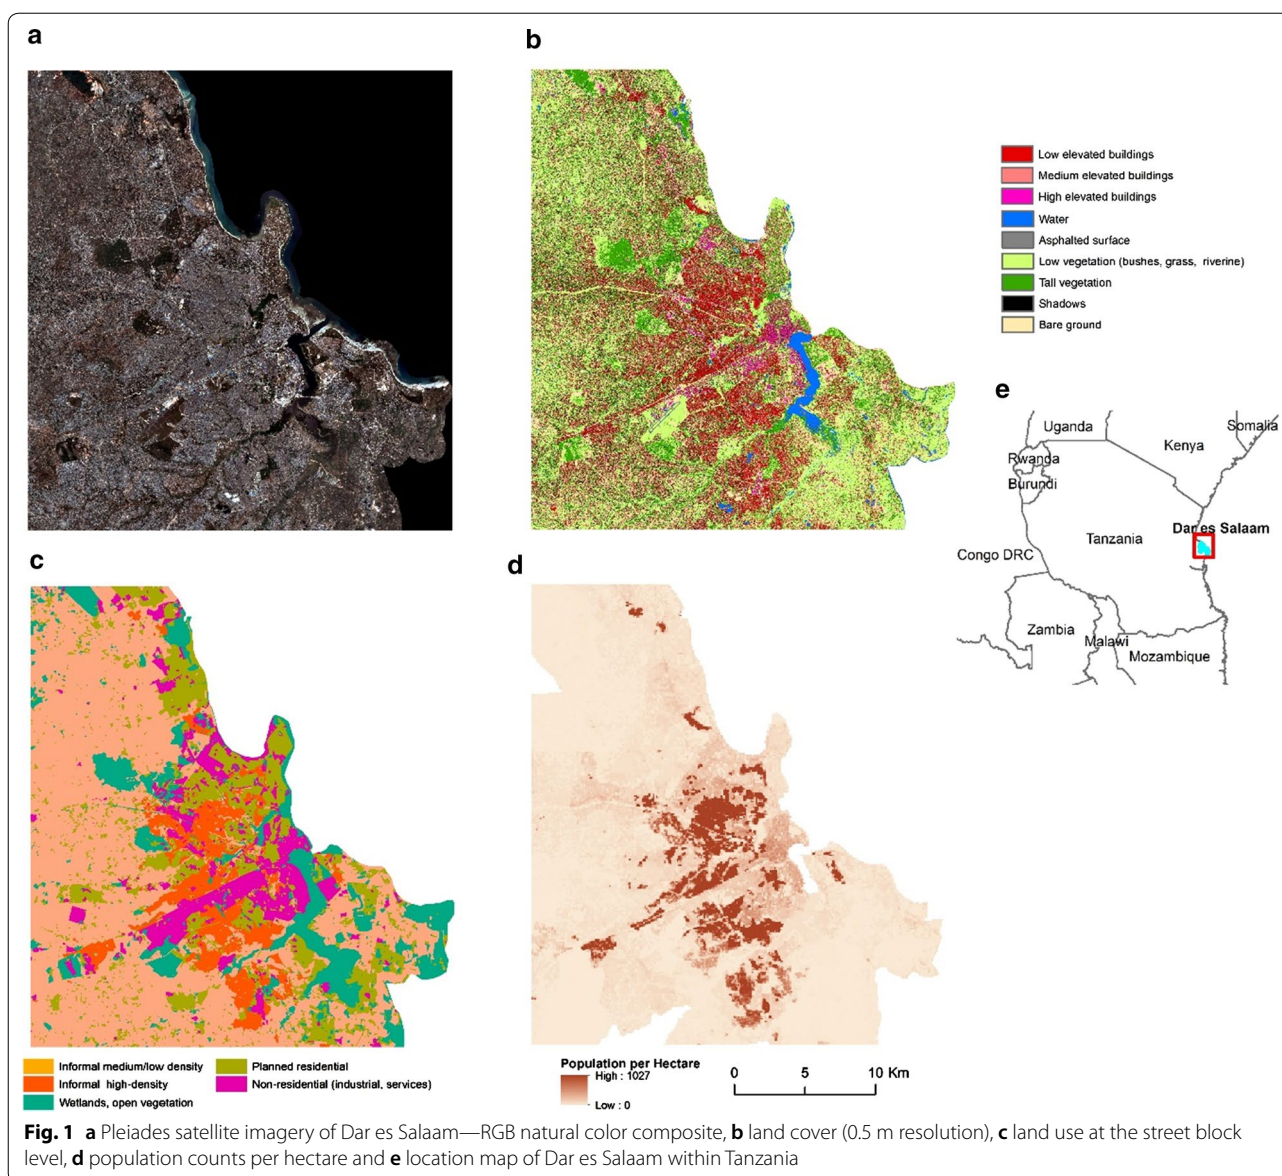 a
b
Low elevated buildings
Medium elevated buildings
High elevated buildings
Water
Asphalted surface
Low vegetation (bushes, grass, riverine)
Tall vegetation
Shadows
Bare ground
e
Uganda
Somalia
Kenya
Rwanda
Burundi
Dar es Salaam
Tanzania
Congo DRC
Zambia
Malawi
Mozambique
c
Informal medium/low density
Planned residential
Informal high-density
Non-residential (industrial, services)
Wetlands, open vegetation
d
Population per Hectare
High : 1027
Low : 0
0 5 10 Km
Fig. 1 a Pleiades satellite imagery of Dar es Salaam—RGB natural color composite, b land cover (0.5 m resolution), c land use at the street block
level, d population counts per hectare and e location map of Dar es Salaam within Tanzania